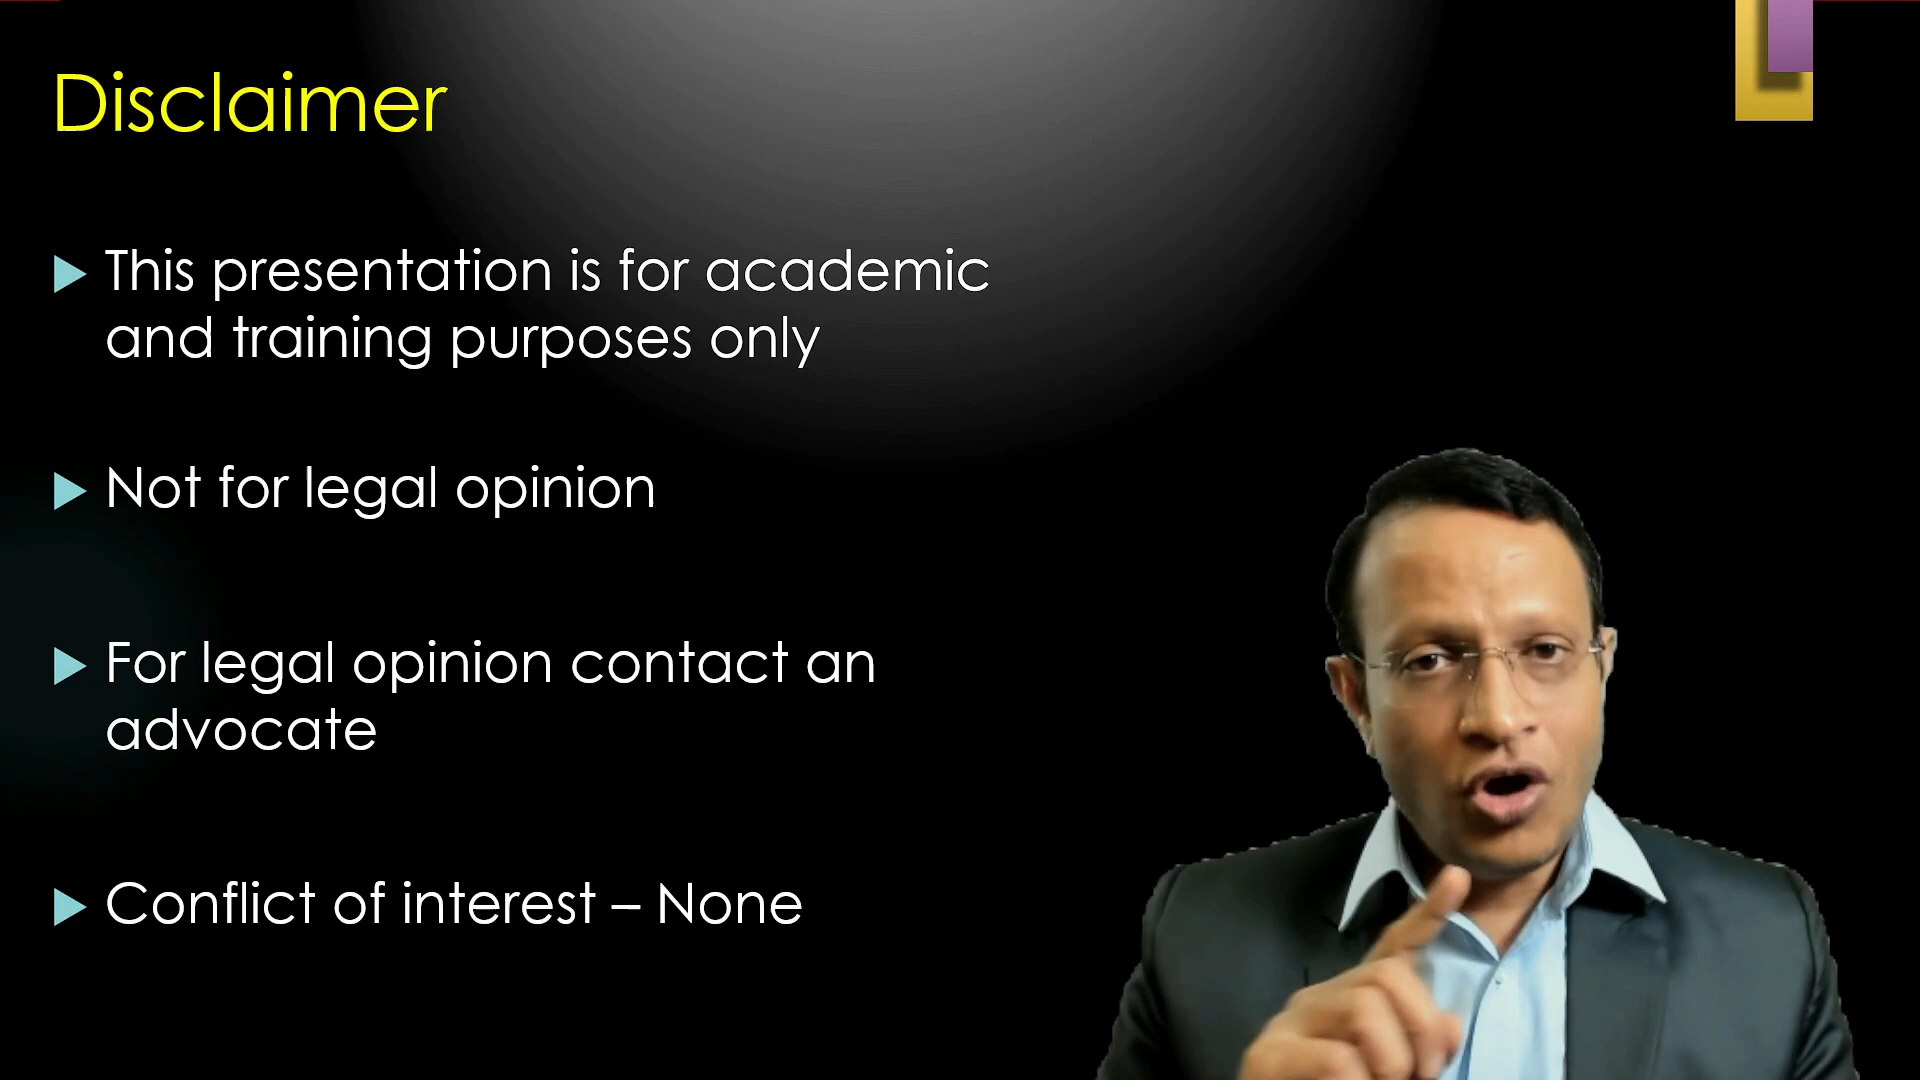 Disclaimer
This presentation is for academic
and training purposes only
Not for legal opinion
For legal opinion contact an
advocate
Conflict of interest – None